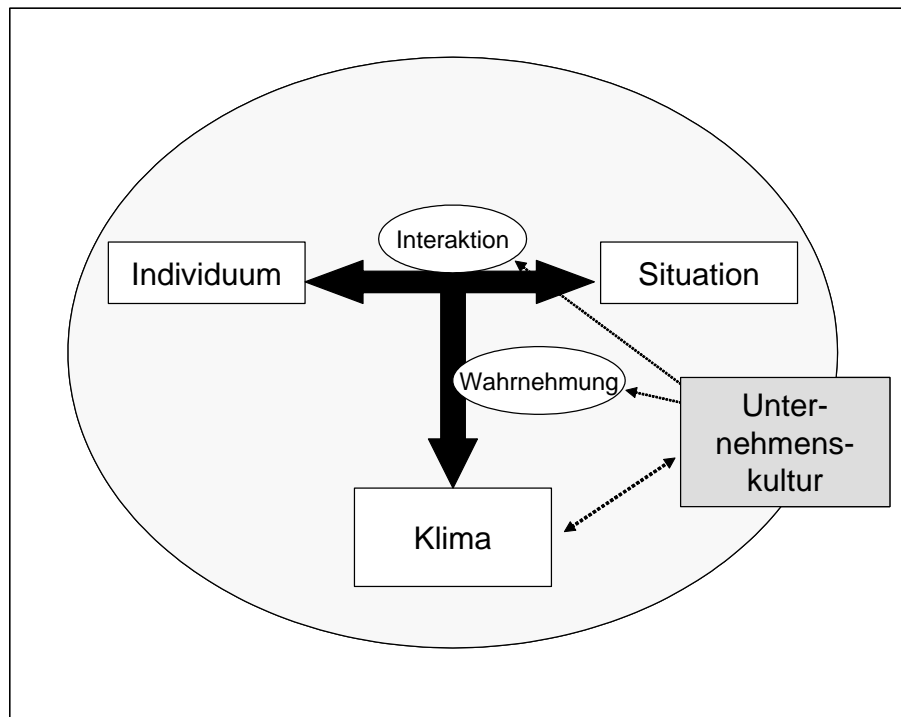 Interaktion
Individuum
Situation
Wahrnehmung
Unter-
nehmens-
kultur
Klima